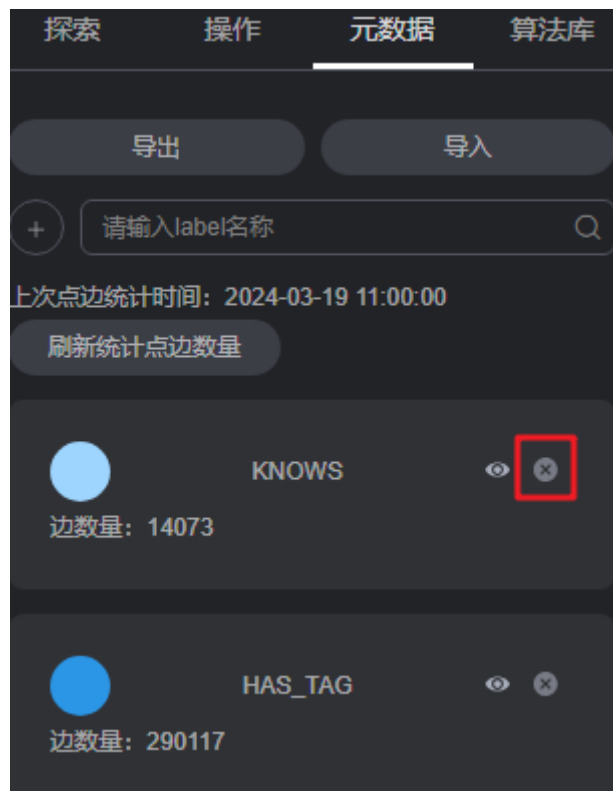 探索 操作 元数据 算法库
导出 导入
+ 请输入label名称
上次点边统计时间：2024-03-19 11:00:00
刷新统计点边数量
KNOWS
边数量：14073
HAS_TAG
边数量：290117